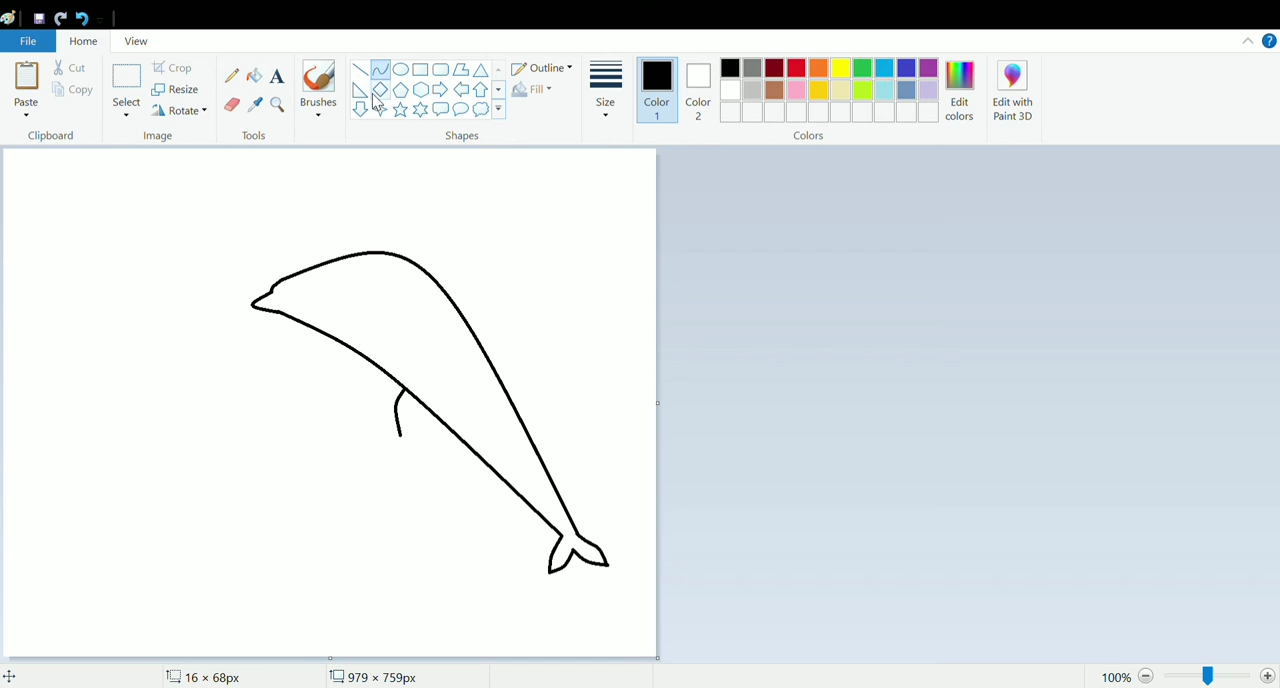 File Home View ?
Paste Cut Copy Clipboard
Select Crop Resize Rotate Image
A Tools
Brushes
Outline Fill Shapes
Size
Color 1 Color 2 Edit colors Colors
Edit with Paint 3D
16 × 68px 979 × 759px 100%